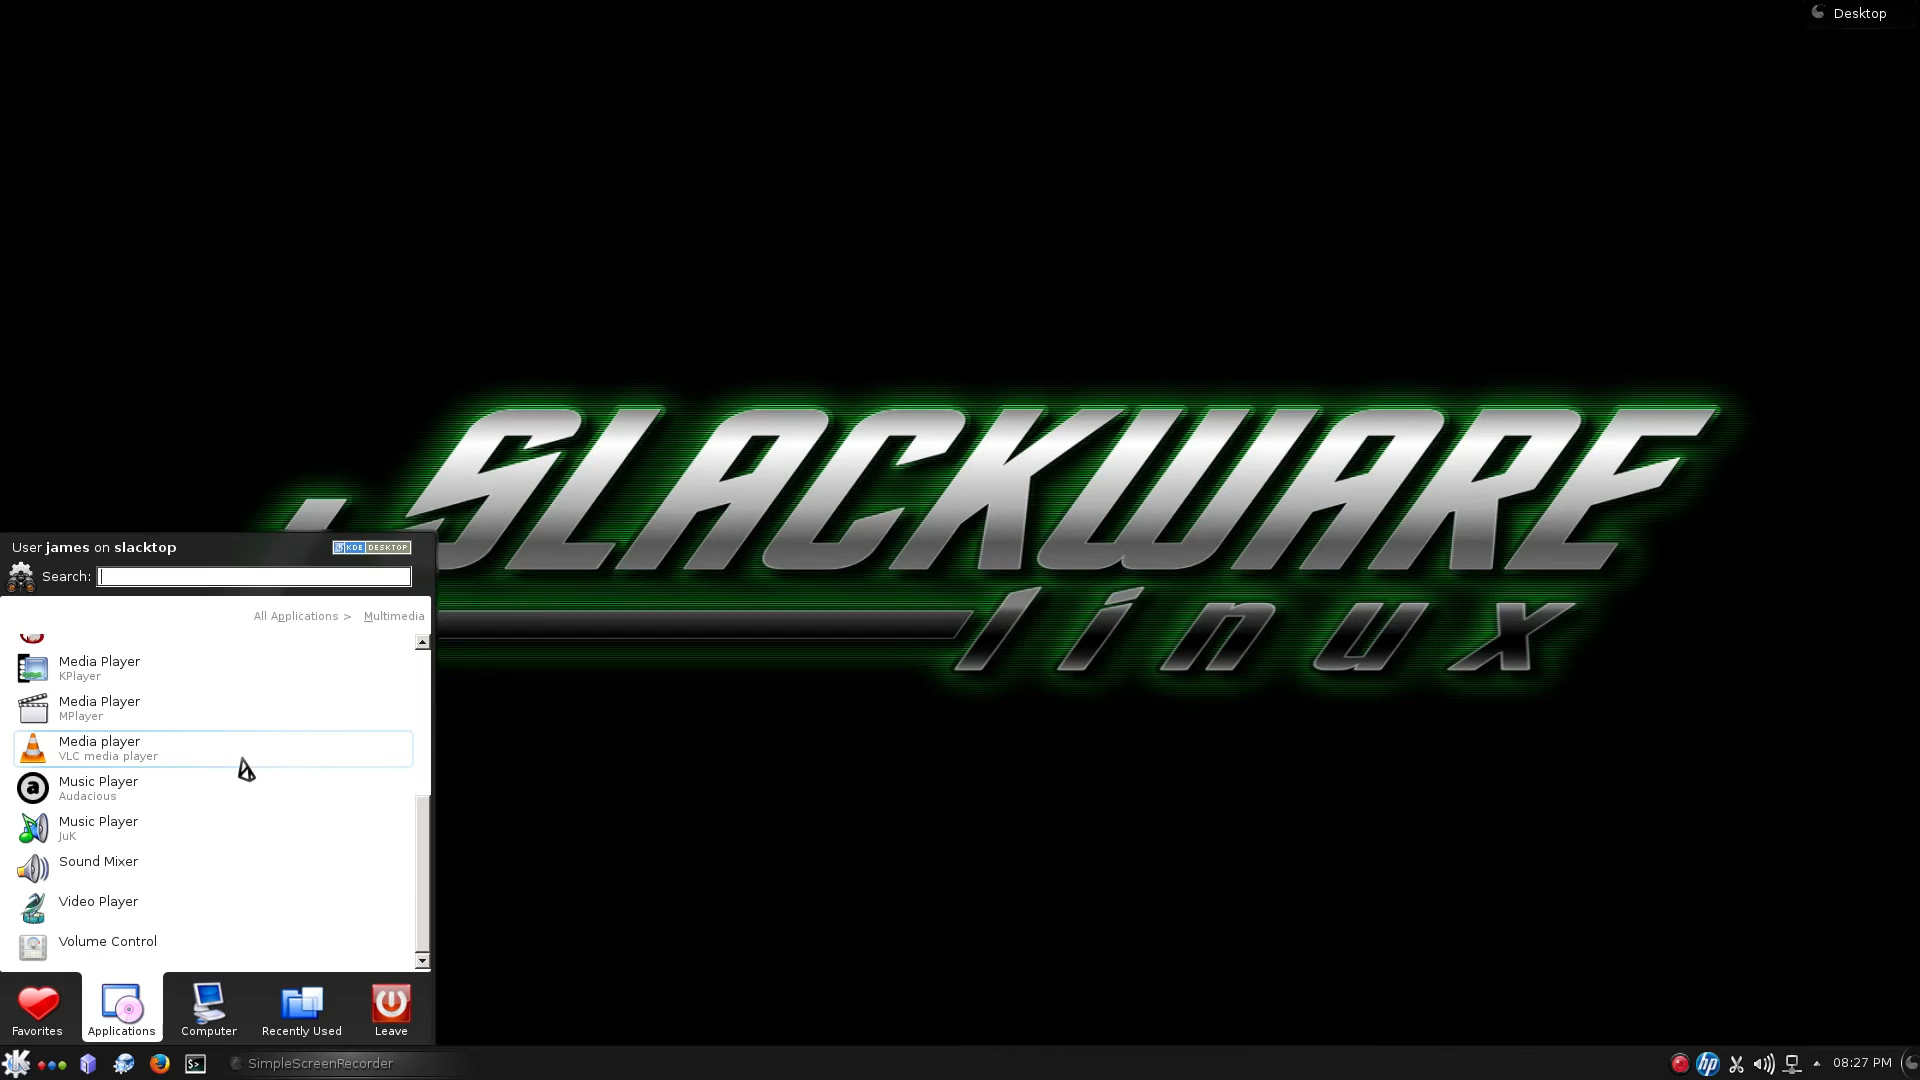 Desktop
SLACKWARE
linux
User james on slacktop
KDE DESKTOP
Search:
All Applications > Multimedia
Media Player
KPlayer
Media Player
MPlayer
Media player
VLC media player
Music Player
Audacious
Music Player
JuK
Sound Mixer
Video Player
Volume Control
Favorites Applications Computer Recently Used Leave
SimpleScreenRecorder
hp
08:27 PM